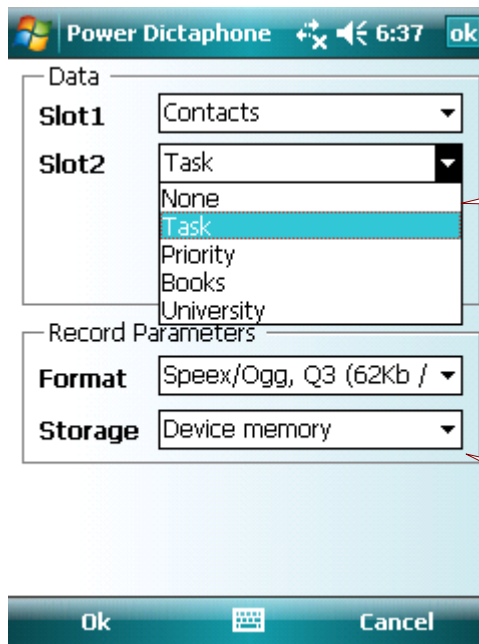 Power Dictaphone 6:37 ok
Data
Slot1 Contacts
Slot2 Task
None
Task
Priority
Books
University
Record Parameters
Format Speex/Ogg, Q3 (62Kb /
Storage Device memory
Ok Cancel